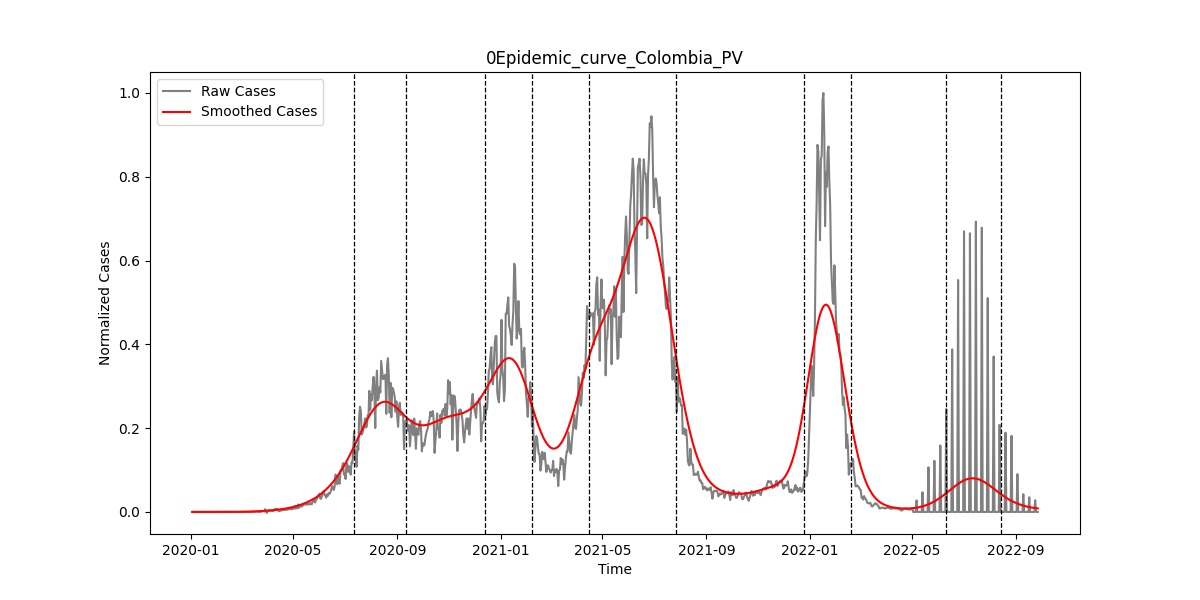 0Epidemic_curve_Colombia_PV
Raw Cases
Smoothed Cases
Normalized Cases
1.0
0.8
0.6
0.4
0.2
0.0
2020-01 2020-05 2020-09 2021-01 2021-05 2021-09 2022-01 2022-05 2022-09
Time